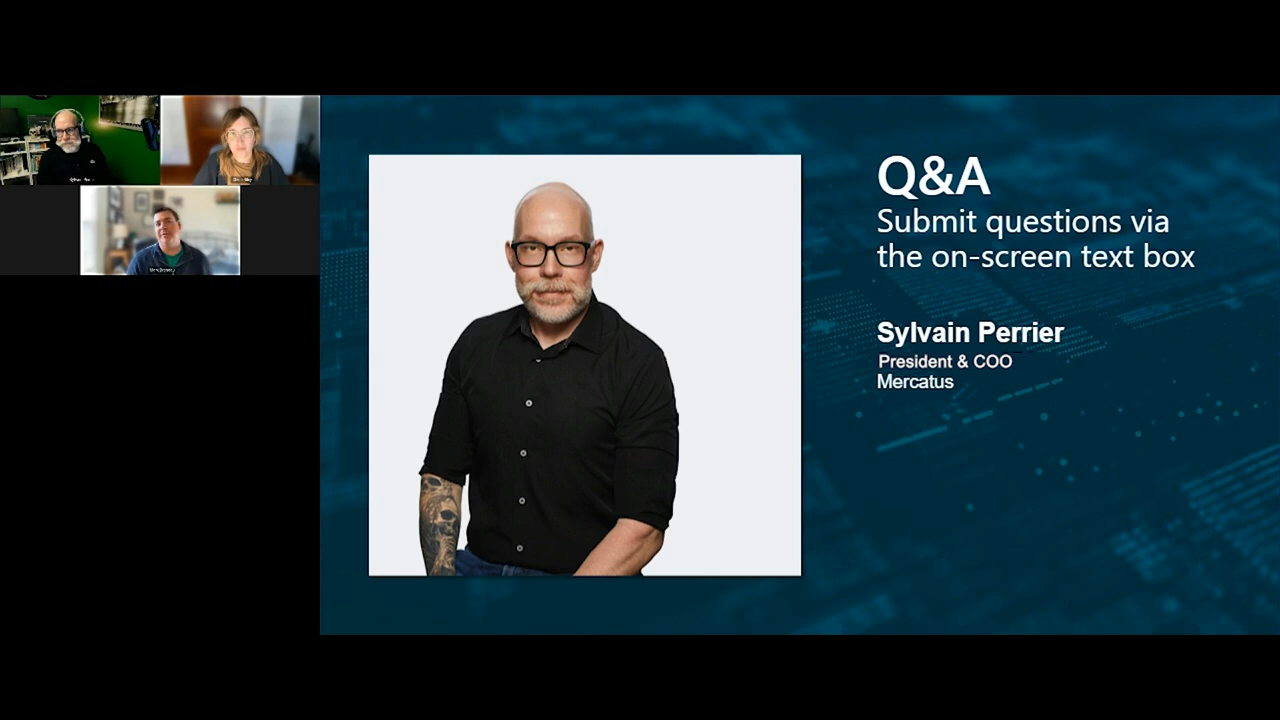 Q&A
Submit questions via
the on-screen text box
Sylvain Perrier
President & COO
Mercatus